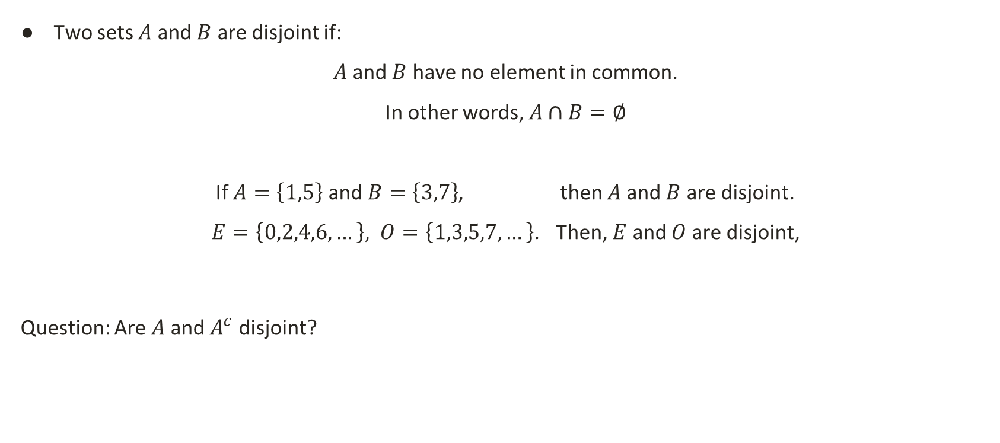 ● Two sets A and B are disjoint if:
A and B have no element in common.
In other words, A ∩ B = ∅
If A = {1,5} and B = {3,7}, then A and B are disjoint.
E = {0,2,4,6, … }, O = {1,3,5,7, … }. Then, E and O are disjoint,
Question: Are A and Aᶜ disjoint?